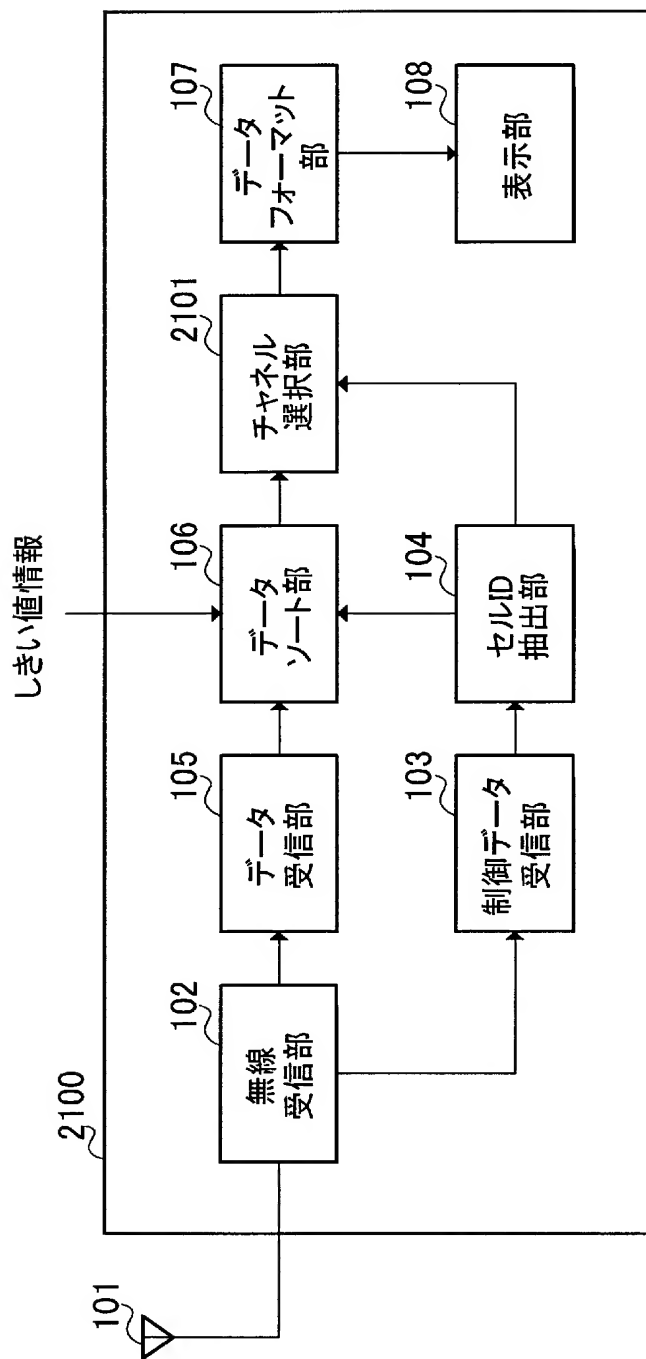 しきい値情報
2100
101
102
無線
受信部
105
データ
受信部
106
データ
ソート部
2101
チャネル
選択部
107
データ
フォーマット
部
103
制御データ
受信部
104
セルID
抽出部
108
表示部